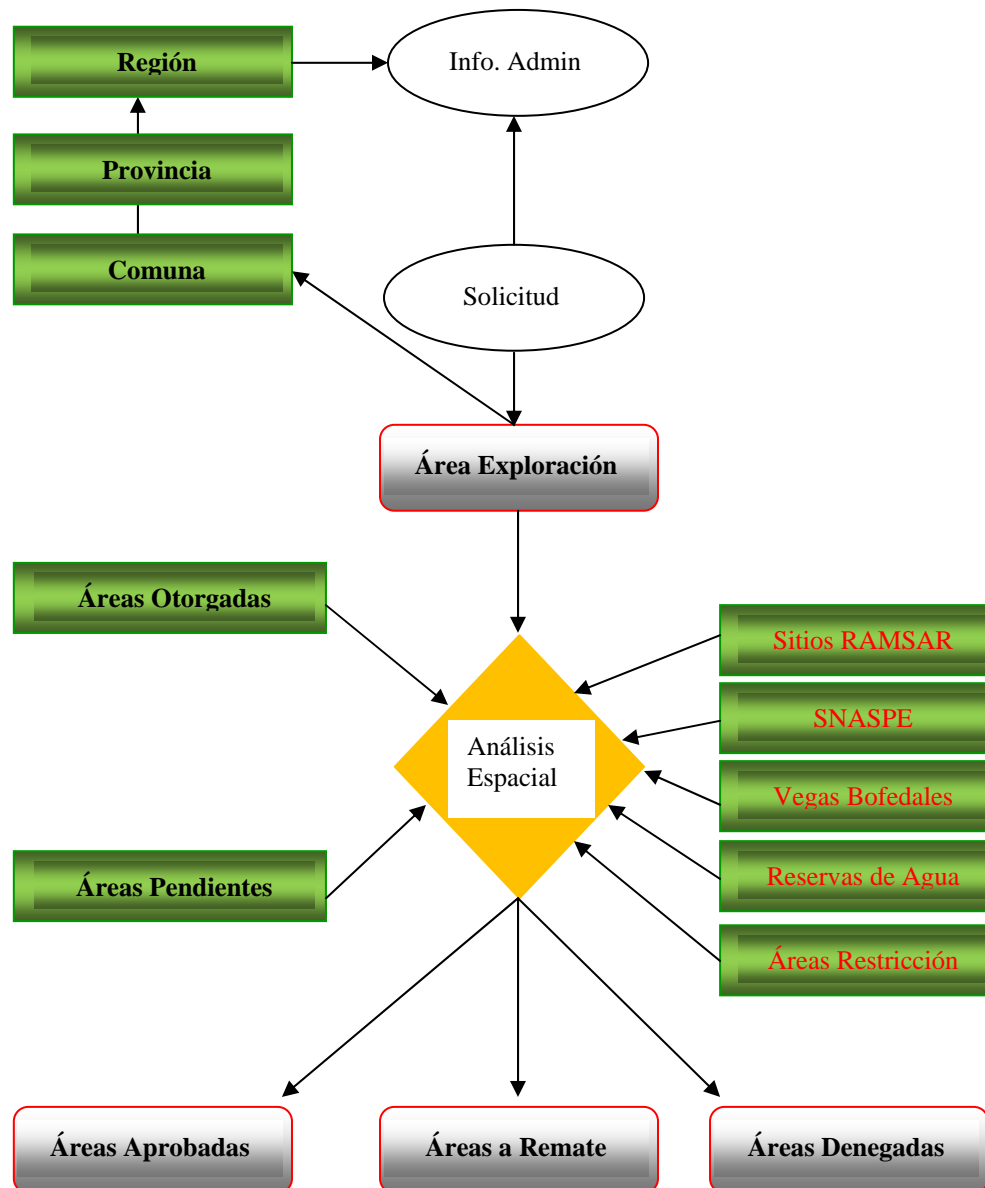 Región
Info. Admin
Provincia
Comuna
Solicitud
Área Exploración
Áreas Otorgadas
Sitios RAMSAR
SNASPE
Análisis
Espacial
Vegas Bofedales
Áreas Pendientes
Reservas de Agua
Áreas Restricción
Áreas Aprobadas
Áreas a Remate
Áreas Denegadas